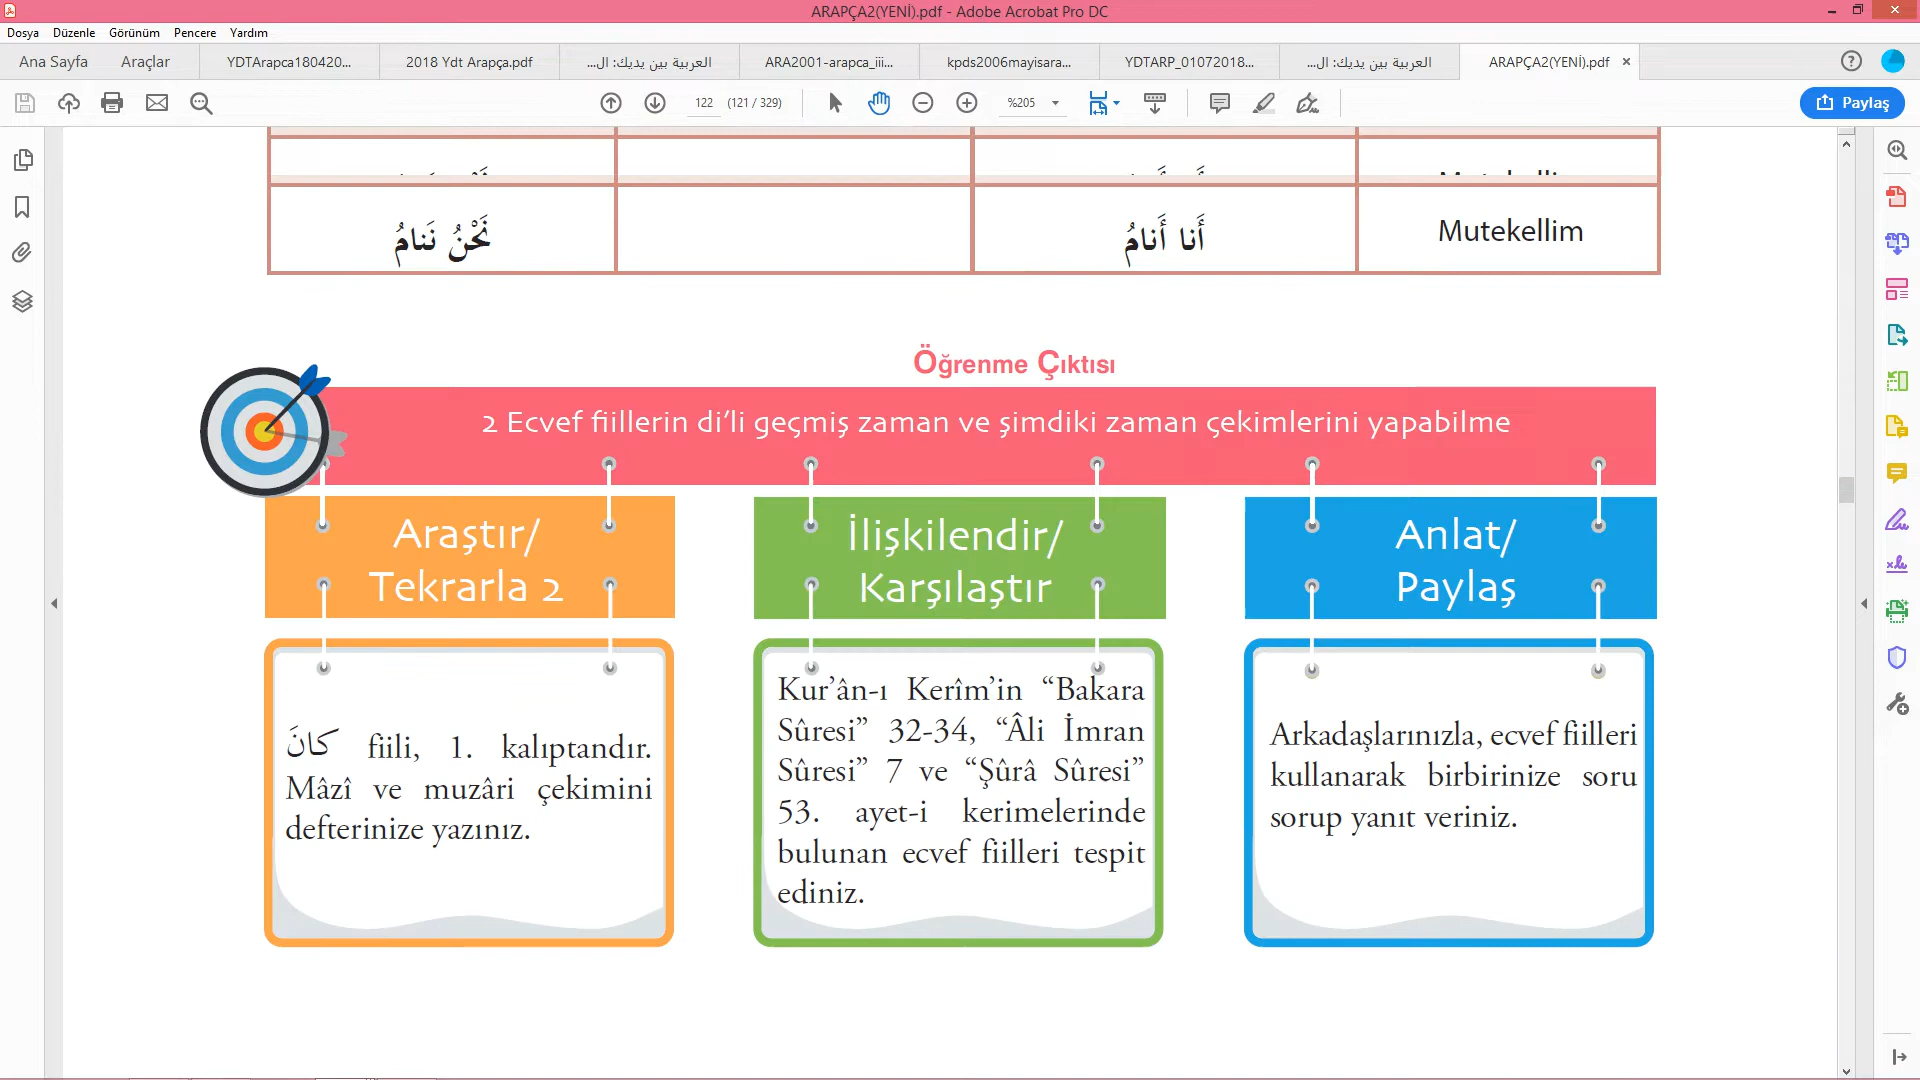 ARAPÇA2(YENİ).pdf - Adobe Acrobat Pro DC
Dosya Düzenle Görünüm Pencere Yardım
Ana Sayfa Araçlar YDTArapca180420... 2018 Ydt Arapça.pdf العربية بين يديك: ال... ARA2001-arapca_iii... kpds2006mayisara... YDTARP_01072018... العربية بين يديك: ال... ARAPÇA2(YENİ).pdf
122 (121 / 329) %205 Paylaş
نَحْنُ نَنامُ أَنا أَنامُ Mutekellim
Öğrenme Çıktısı
2 Ecvef fiillerin di’li geçmiş zaman ve şimdiki zaman çekimlerini yapabilme
Araştır/
Tekrarla 2
كانَ fiili, 1. kalıptandır.
Mâzî ve muzâri çekimini
defterinize yazınız.
İlişkilendir/
Karşılaştır
Kur’ân-ı Kerîm’in “Bakara
Sûresi” 32-34, “Âli İmran
Sûresi” 7 ve “Şûrâ Sûresi”
53. ayet-i kerimelerinde
bulunan ecvef fiilleri tespit
ediniz.
Anlat/
Paylaş
Arkadaşlarınızla, ecvef fiilleri
kullanarak birbirinize soru
sorup yanıt veriniz.